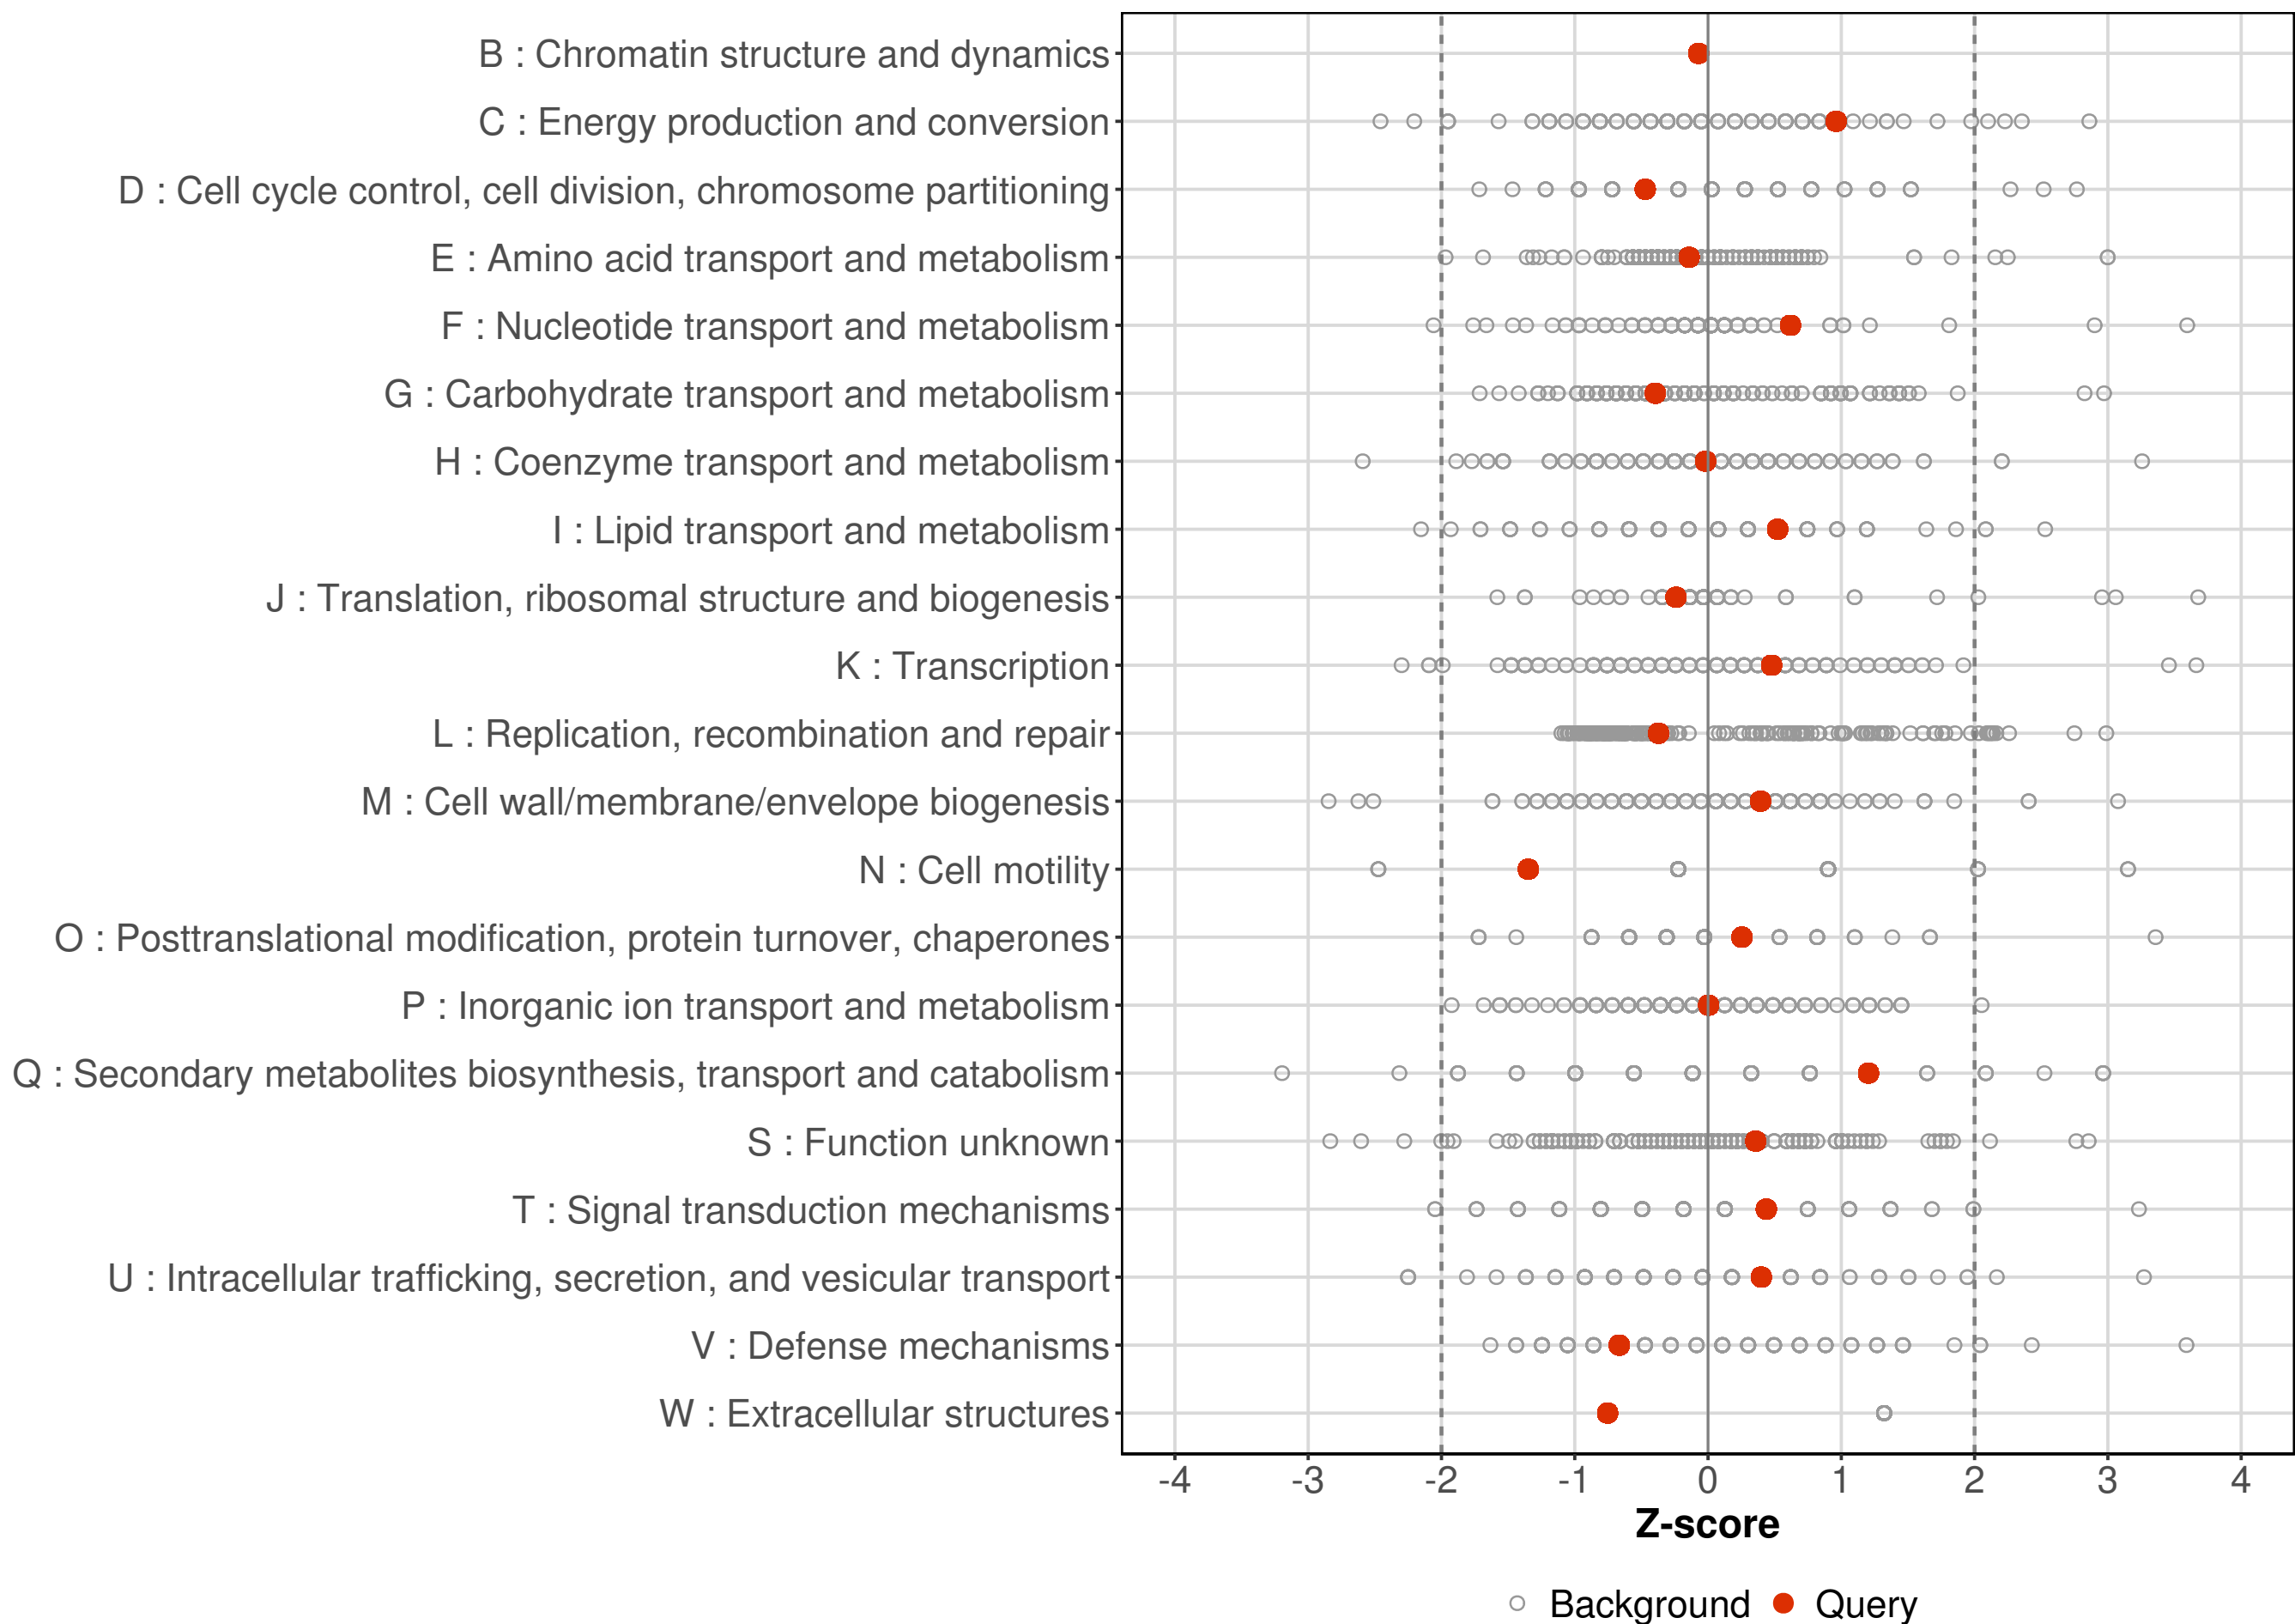 B : Chromatin structure and dynamics
C : Energy production and conversion
D : Cell cycle control, cell division, chromosome partitioning
E : Amino acid transport and metabolism
F : Nucleotide transport and metabolism
G : Carbohydrate transport and metabolism
H : Coenzyme transport and metabolism
I : Lipid transport and metabolism
J : Translation, ribosomal structure and biogenesis
K : Transcription
L : Replication, recombination and repair
M : Cell wall/membrane/envelope biogenesis
N : Cell motility
O : Posttranslational modification, protein turnover, chaperones
P : Inorganic ion transport and metabolism
Q : Secondary metabolites biosynthesis, transport and catabolism
S : Function unknown
T : Signal transduction mechanisms
U : Intracellular trafficking, secretion, and vesicular transport
V : Defense mechanisms
W : Extracellular structures
-4 -3 -2 -1 0 1 2 3 4
Z-score
Background Query